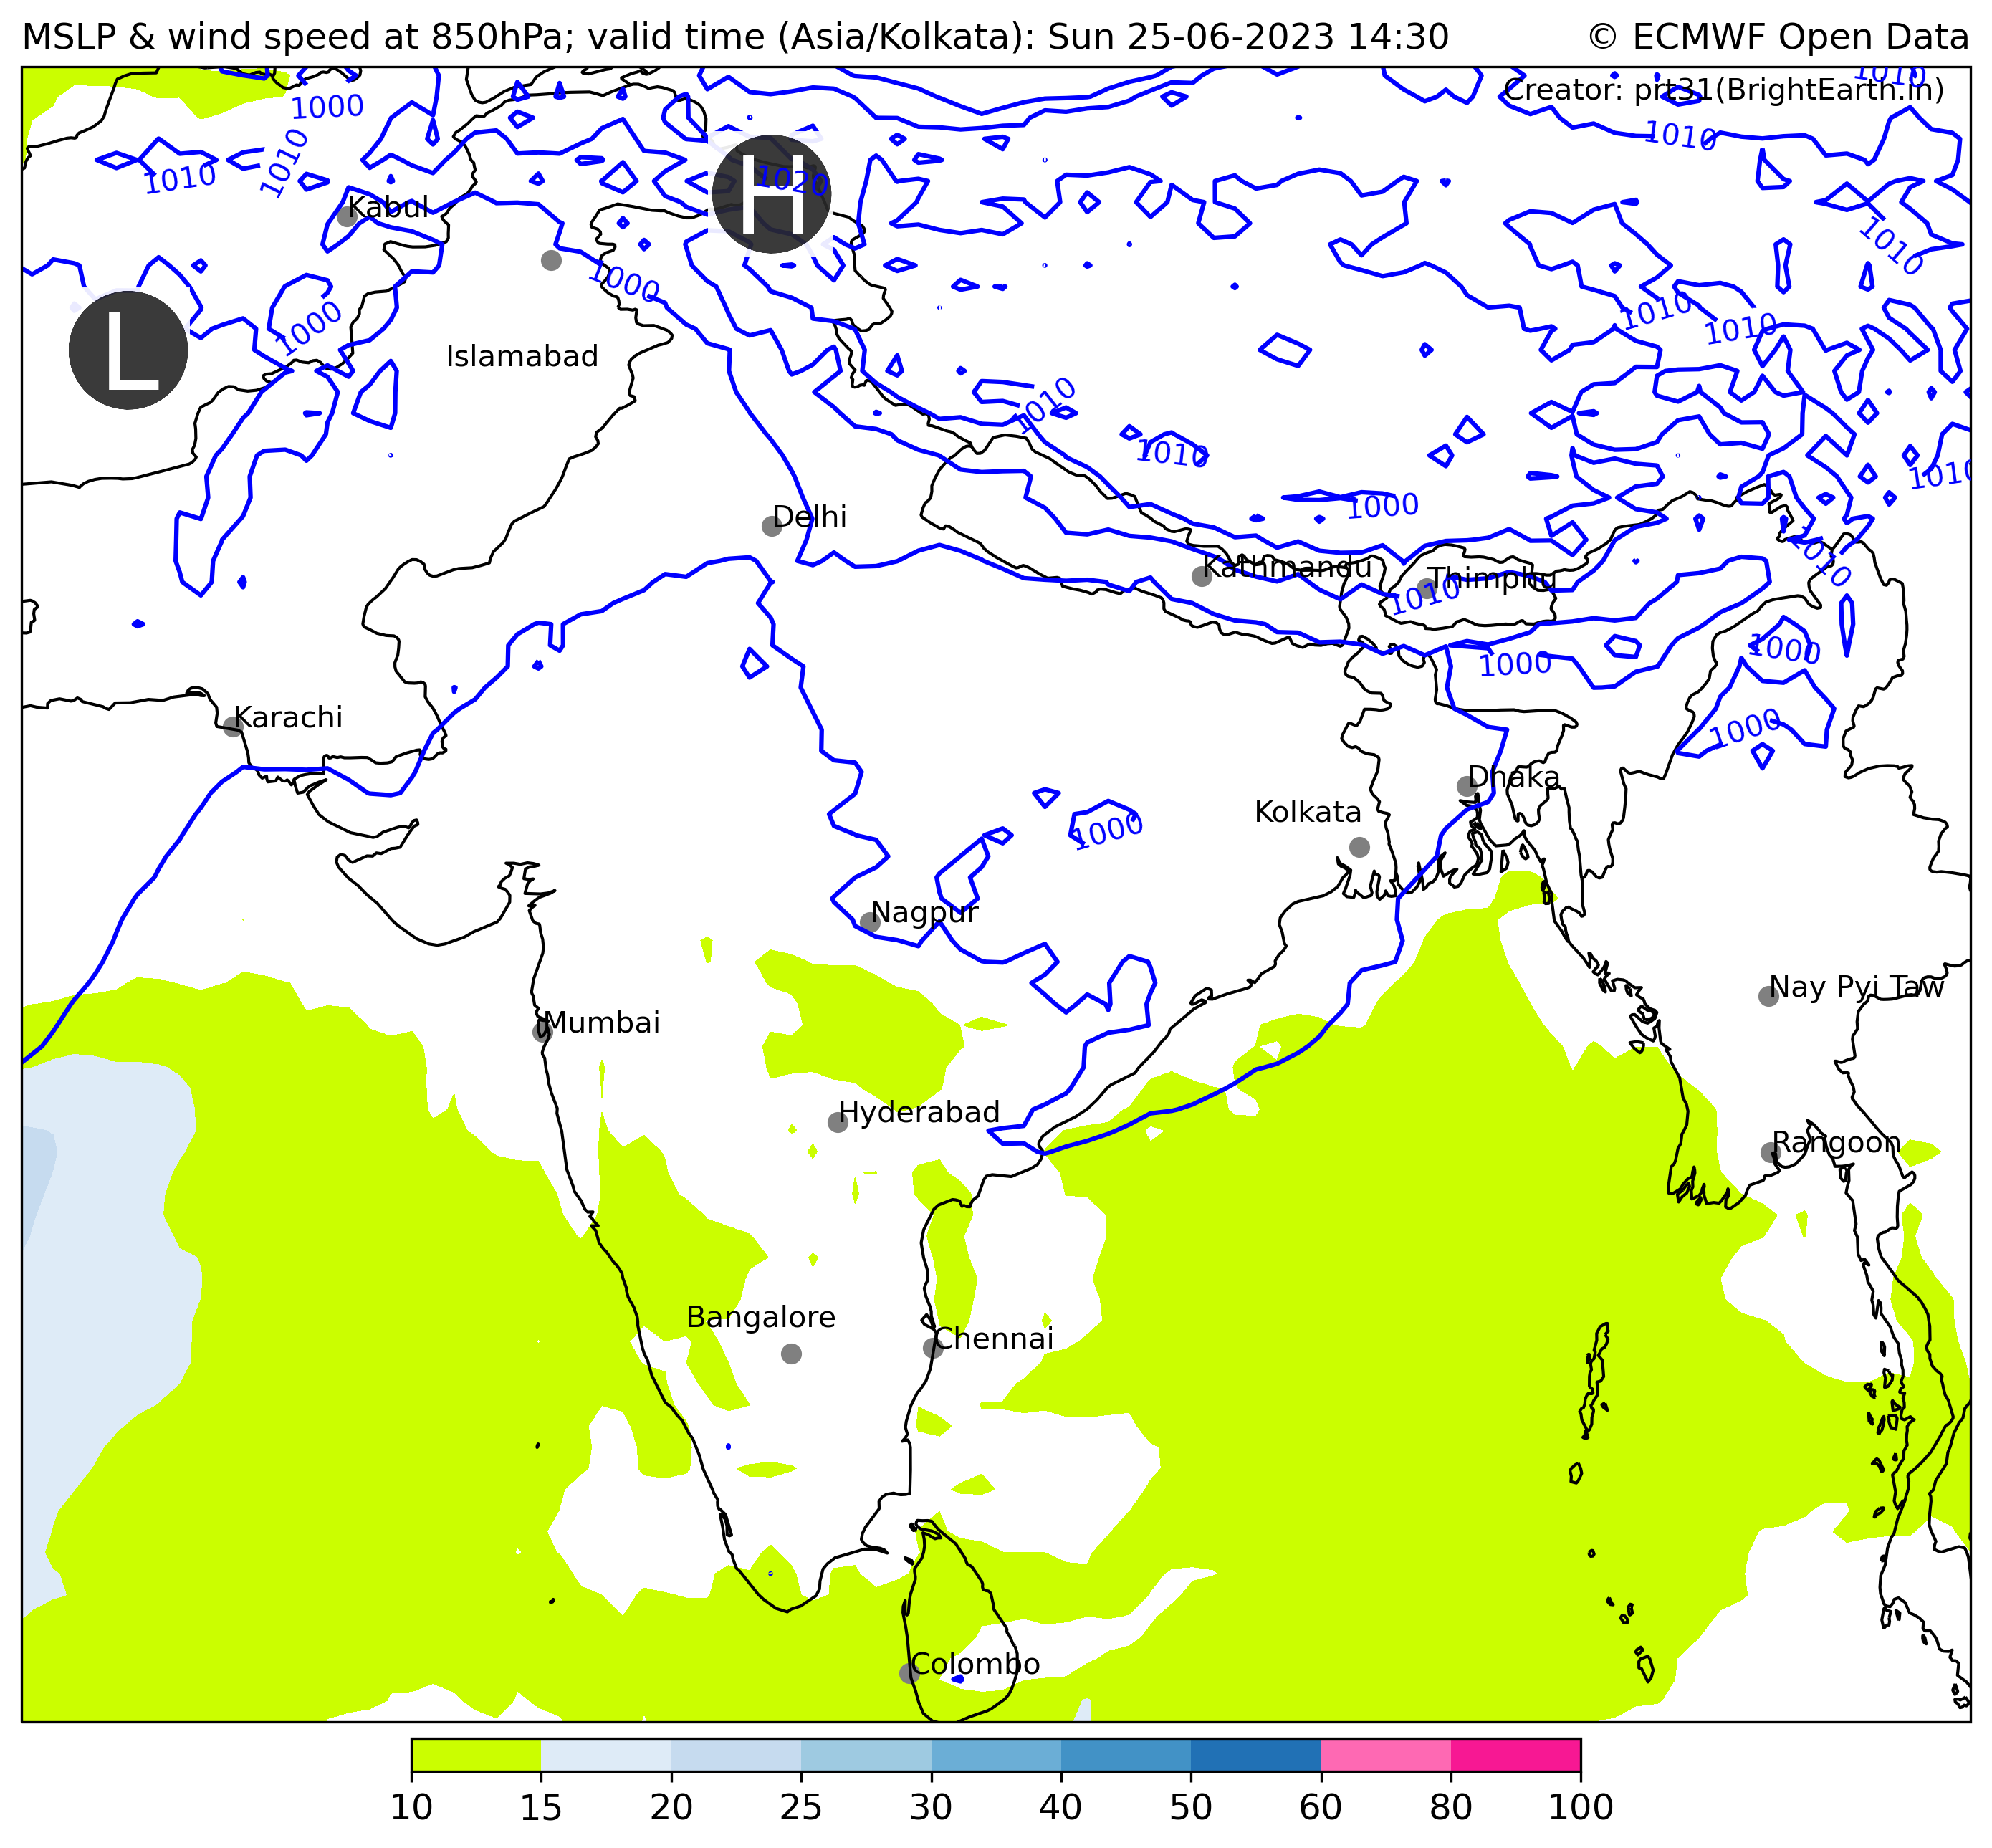 MSLP & wind speed at 850hPa; valid time (Asia/Kolkata): Sun 25-06-2023 14:30
© ECMWF Open Data
1010
Creator: prt31(BrightEarth.in)
1000
1010
1010
1010
H
1020
Kabul
1010
1000
L
1000
1010
1010
Islamabad
1010
1010
1010
1000
Delhi
1010
Kathmandu
Thimphu
1010
1000
1000
Karachi
1000
Dhaka
Kolkata
1000
Nagpur
Nay Pyi Taw
Mumbai
Hyderabad
Rangoon
Bangalore
Chennai
Colombo
10 15 20 25 30 40 50 60 80 100